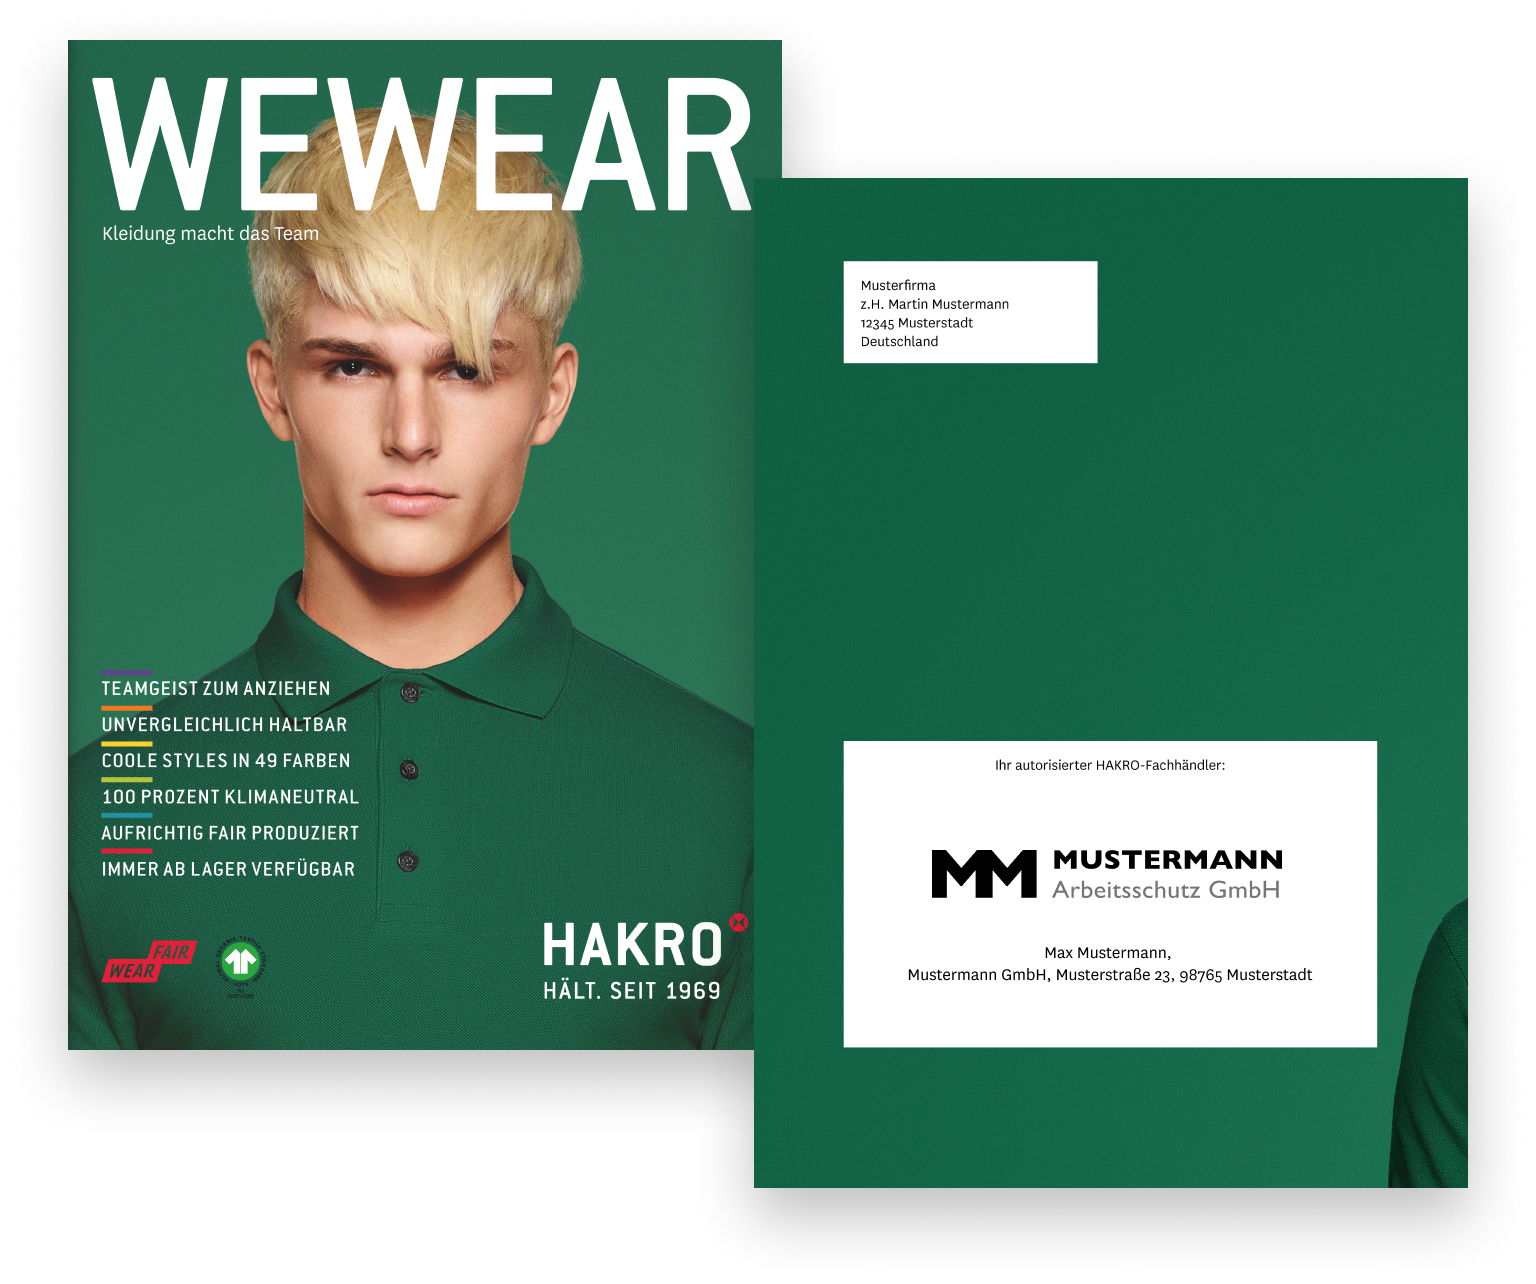 WEWEAR
Kleidung macht das Team
TEAMGEIST ZUM ANZIEHEN
UNVERGLEICHLICH HALTBAR
COOLE STYLES IN 49 FARBEN
100 PROZENT KLIMANEUTRAL
AUFRICHTIG FAIR PRODUZIERT
IMMER AB LAGER VERFÜGBAR
FAIR
WEAR
HAKRO
HÄLT. SEIT 1969
Musterfirma
z.H. Martin Mustermann
12345 Musterstadt
Deutschland
Ihr autorisierter HAKRO-Fachhändler:
MM MUSTERMANN
Arbeitsschutz GmbH
Max Mustermann,
Mustermann GmbH, Musterstraße 23, 98765 Musterstadt